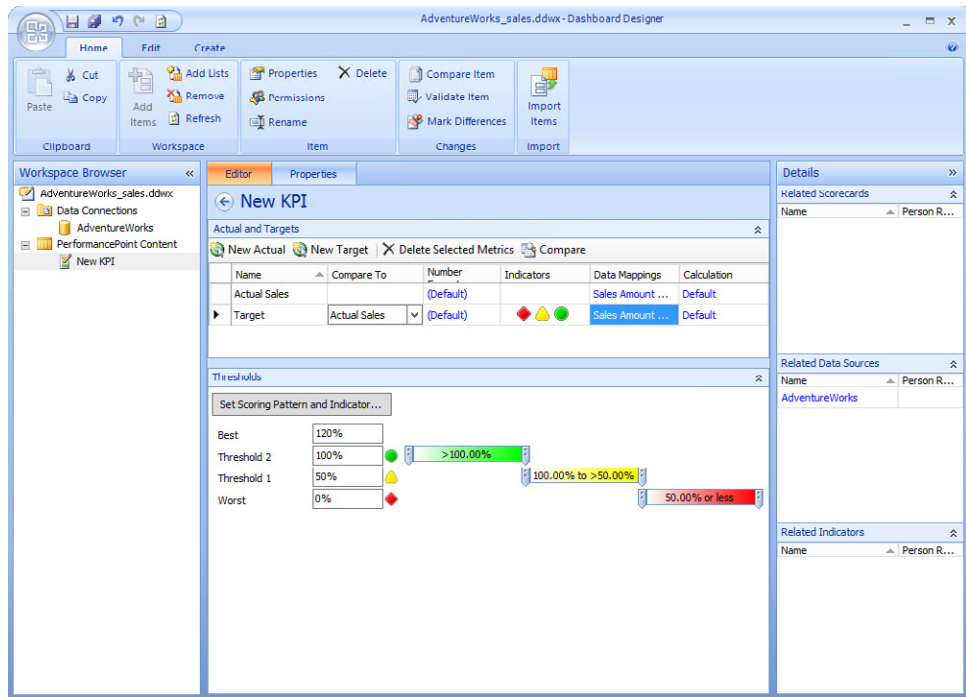 AdventureWorks_sales.ddwx - Dashboard Designer
Home Edit Create
Paste Cut Copy
Clipboard
Add Items Add Lists Remove Refresh
Workspace
Properties Delete Permissions Rename
Item
Compare Item Validate Item Mark Differences
Changes
Import Items
Import
Workspace Browser «
AdventureWorks_sales.ddwx
Data Connections
AdventureWorks
PerformancePoint Content
New KPI
Editor Properties
New KPI
Actual and Targets
New Actual New Target Delete Selected Metrics Compare
Name Compare To Number Indicators Data Mappings Calculation
Actual Sales (Default) Sales Amount ... Default
Target Actual Sales (Default) Sales Amount ... Default
Thresholds
Set Scoring Pattern and Indicator...
Best 120%
Threshold 2 100% >100.00%
Threshold 1 50% 100.00% to >50.00%
Worst 0% 50.00% or less
Details »
Related Scorecards
Name Person R...
Related Data Sources
Name Person R...
AdventureWorks
Related Indicators
Name Person R...